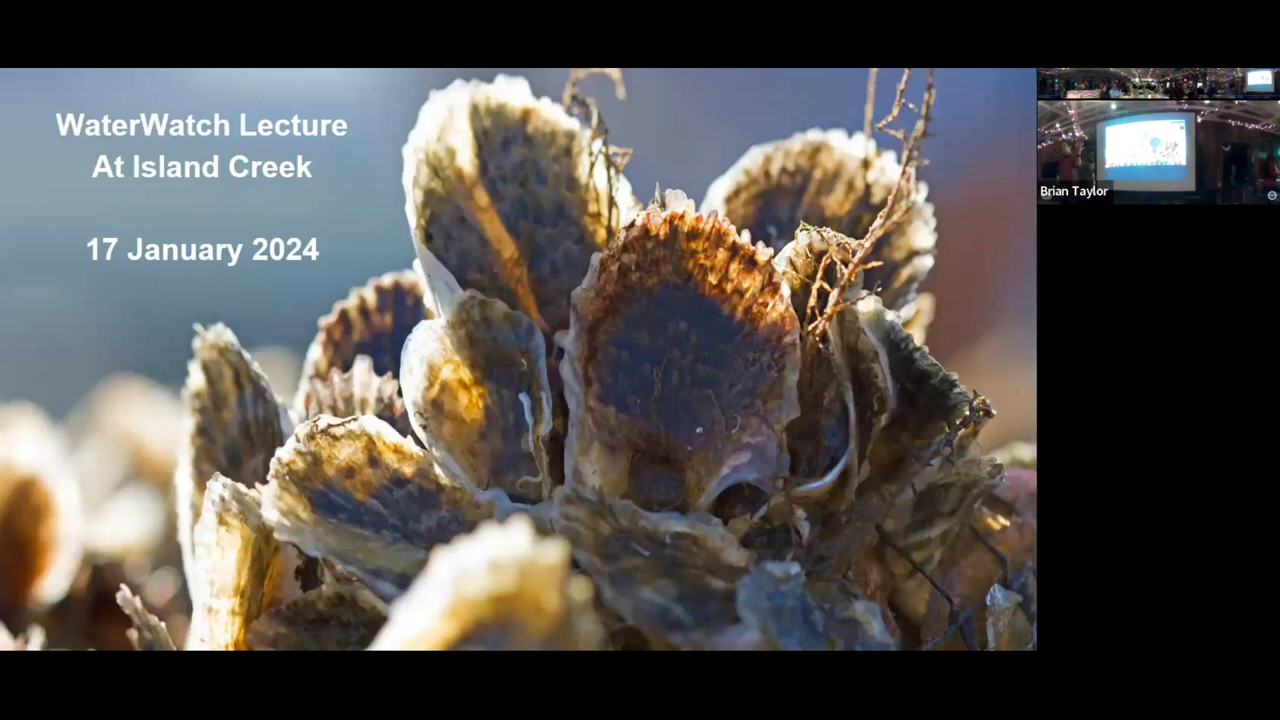 WaterWatch Lecture
At Island Creek
17 January 2024
Brian Taylor